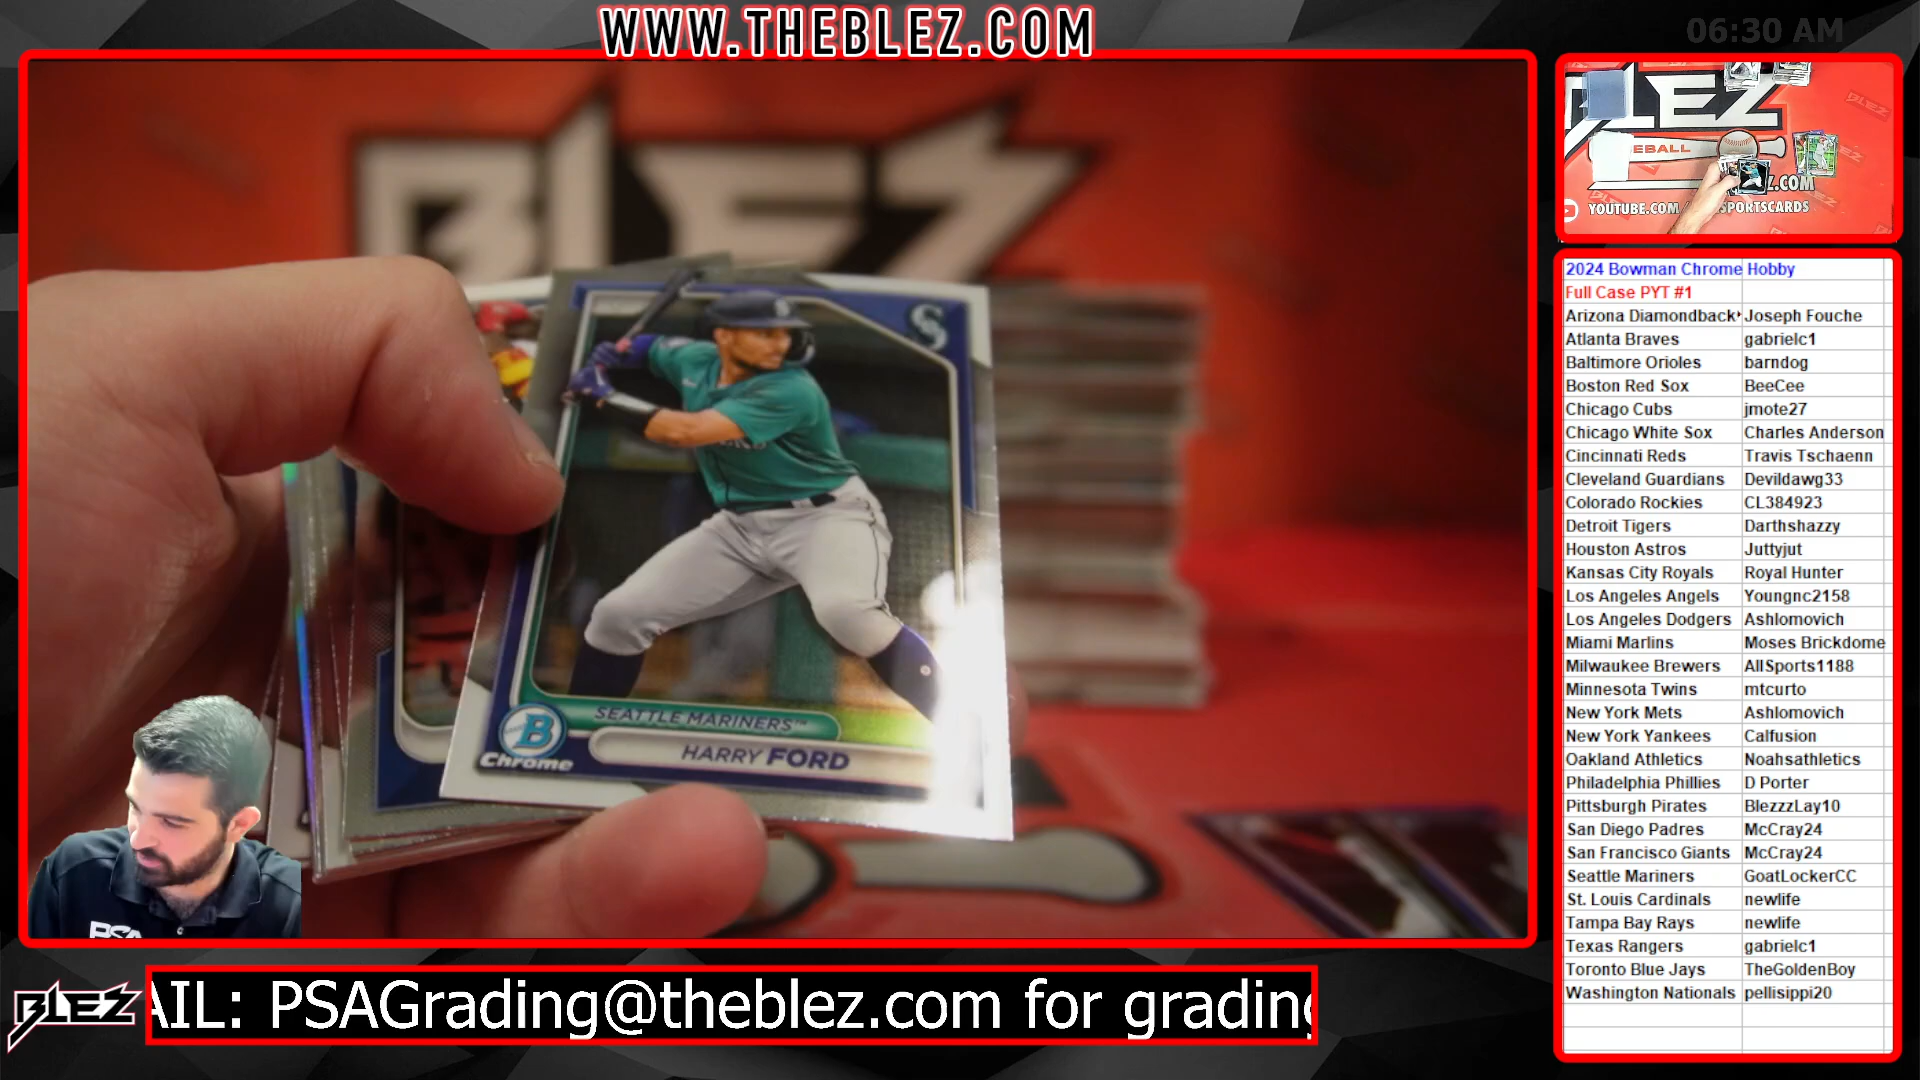 WWW.THEBLEZ.COM
06:30 AM
BLEZ
SEATTLE MARINERS™
HARRY FORD
B
Chrome
PSA
BLEZ
AIL: PSAGrading@theblez.com for grading
LEZ
EBALL
Z.COM
YOUTUBE.COM/
SPORTSCARDS
2024 Bowman Chrome Hobby
Full Case PYT #1
Arizona Diamondback Joseph Fouche
Atlanta Braves gabrielc1
Baltimore Orioles barndog
Boston Red Sox BeeCee
Chicago Cubs jmote27
Chicago White Sox Charles Anderson
Cincinnati Reds Travis Tschaenn
Cleveland Guardians Devildawg33
Colorado Rockies CL384923
Detroit Tigers Darthshazzy
Houston Astros Juttyjut
Kansas City Royals Royal Hunter
Los Angeles Angels Youngnc2158
Los Angeles Dodgers Ashlomovich
Miami Marlins Moses Brickdome
Milwaukee Brewers AllSports1188
Minnesota Twins mtcurto
New York Mets Ashlomovich
New York Yankees Calfusion
Oakland Athletics Noahsathletics
Philadelphia Phillies D Porter
Pittsburgh Pirates BlezzzLay10
San Diego Padres McCray24
San Francisco Giants McCray24
Seattle Mariners GoatLockerCC
St. Louis Cardinals newlife
Tampa Bay Rays newlife
Texas Rangers gabrielc1
Toronto Blue Jays TheGoldenBoy
Washington Nationals pellisippi20